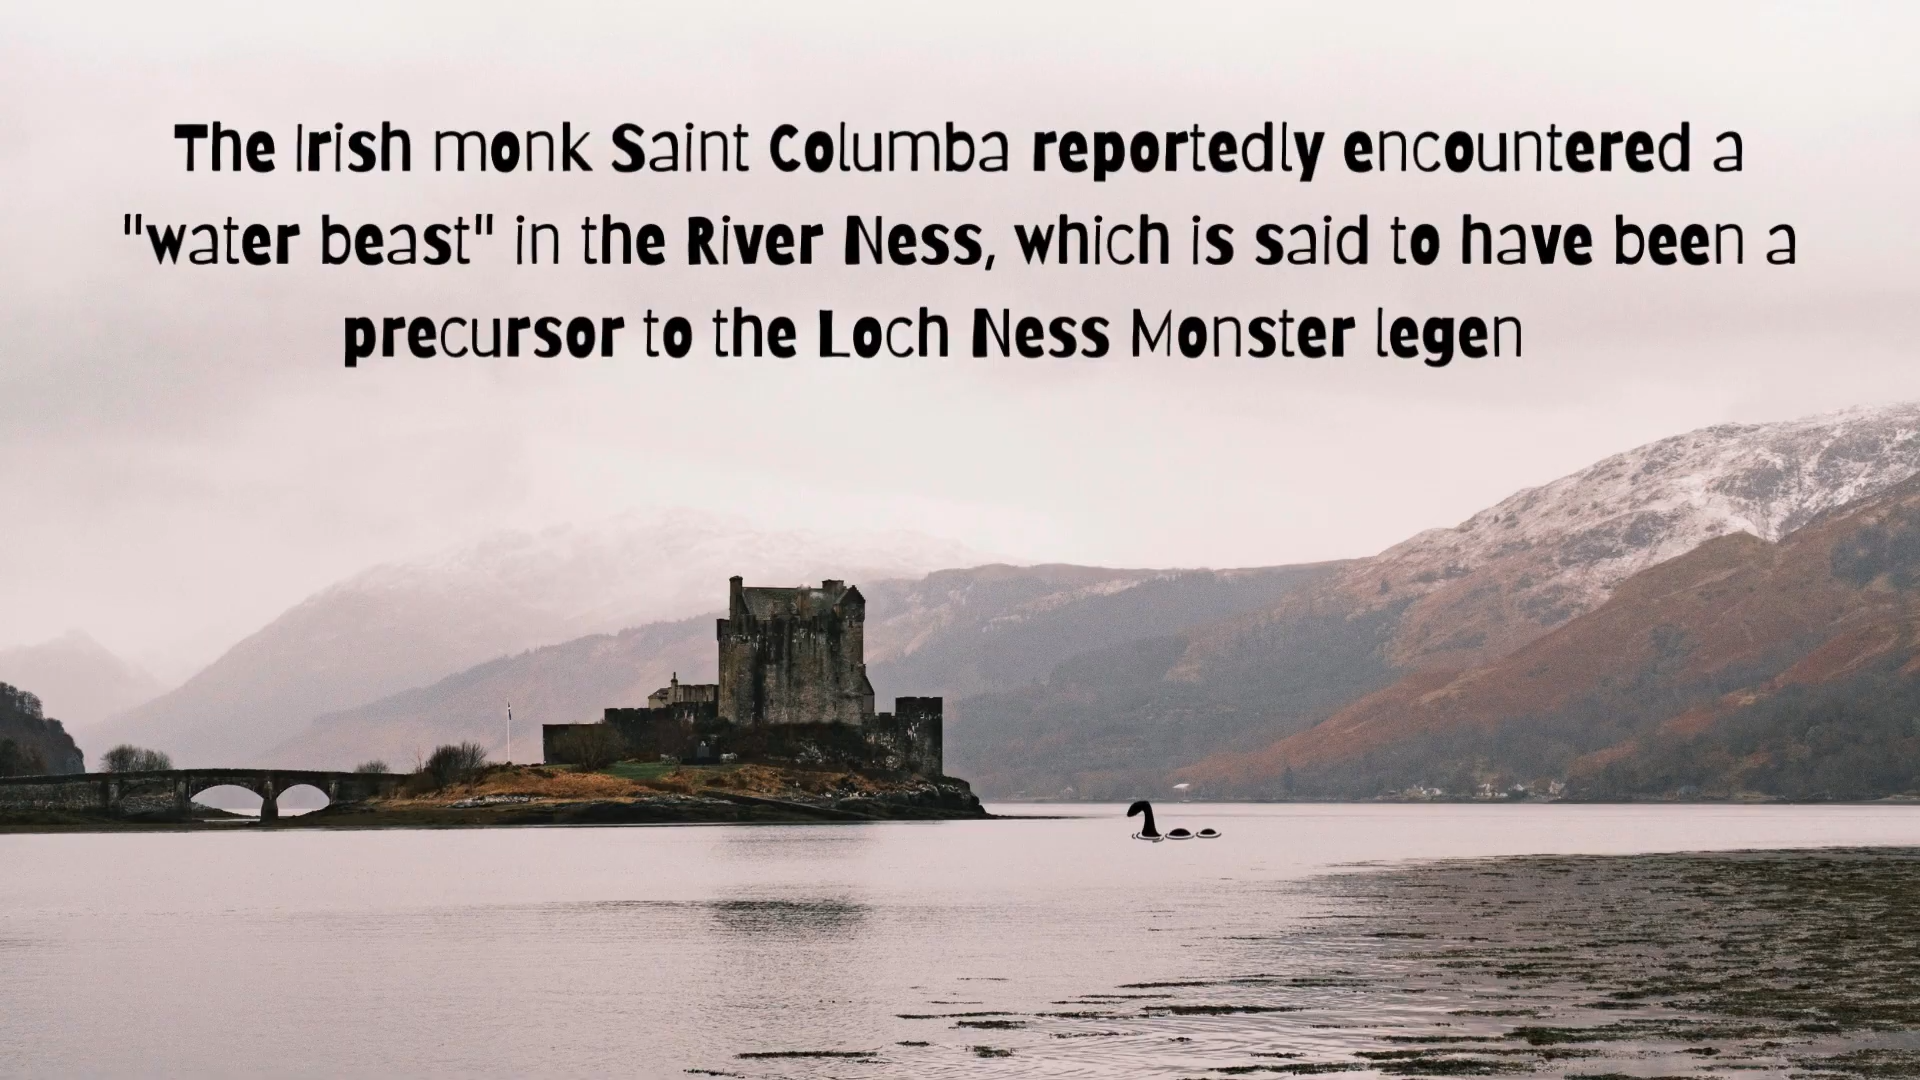 The Irish monk Saint Columba reportedly encountered a
"water beast" in the River Ness, which is said to have been a
precursor to the Loch Ness Monster legen